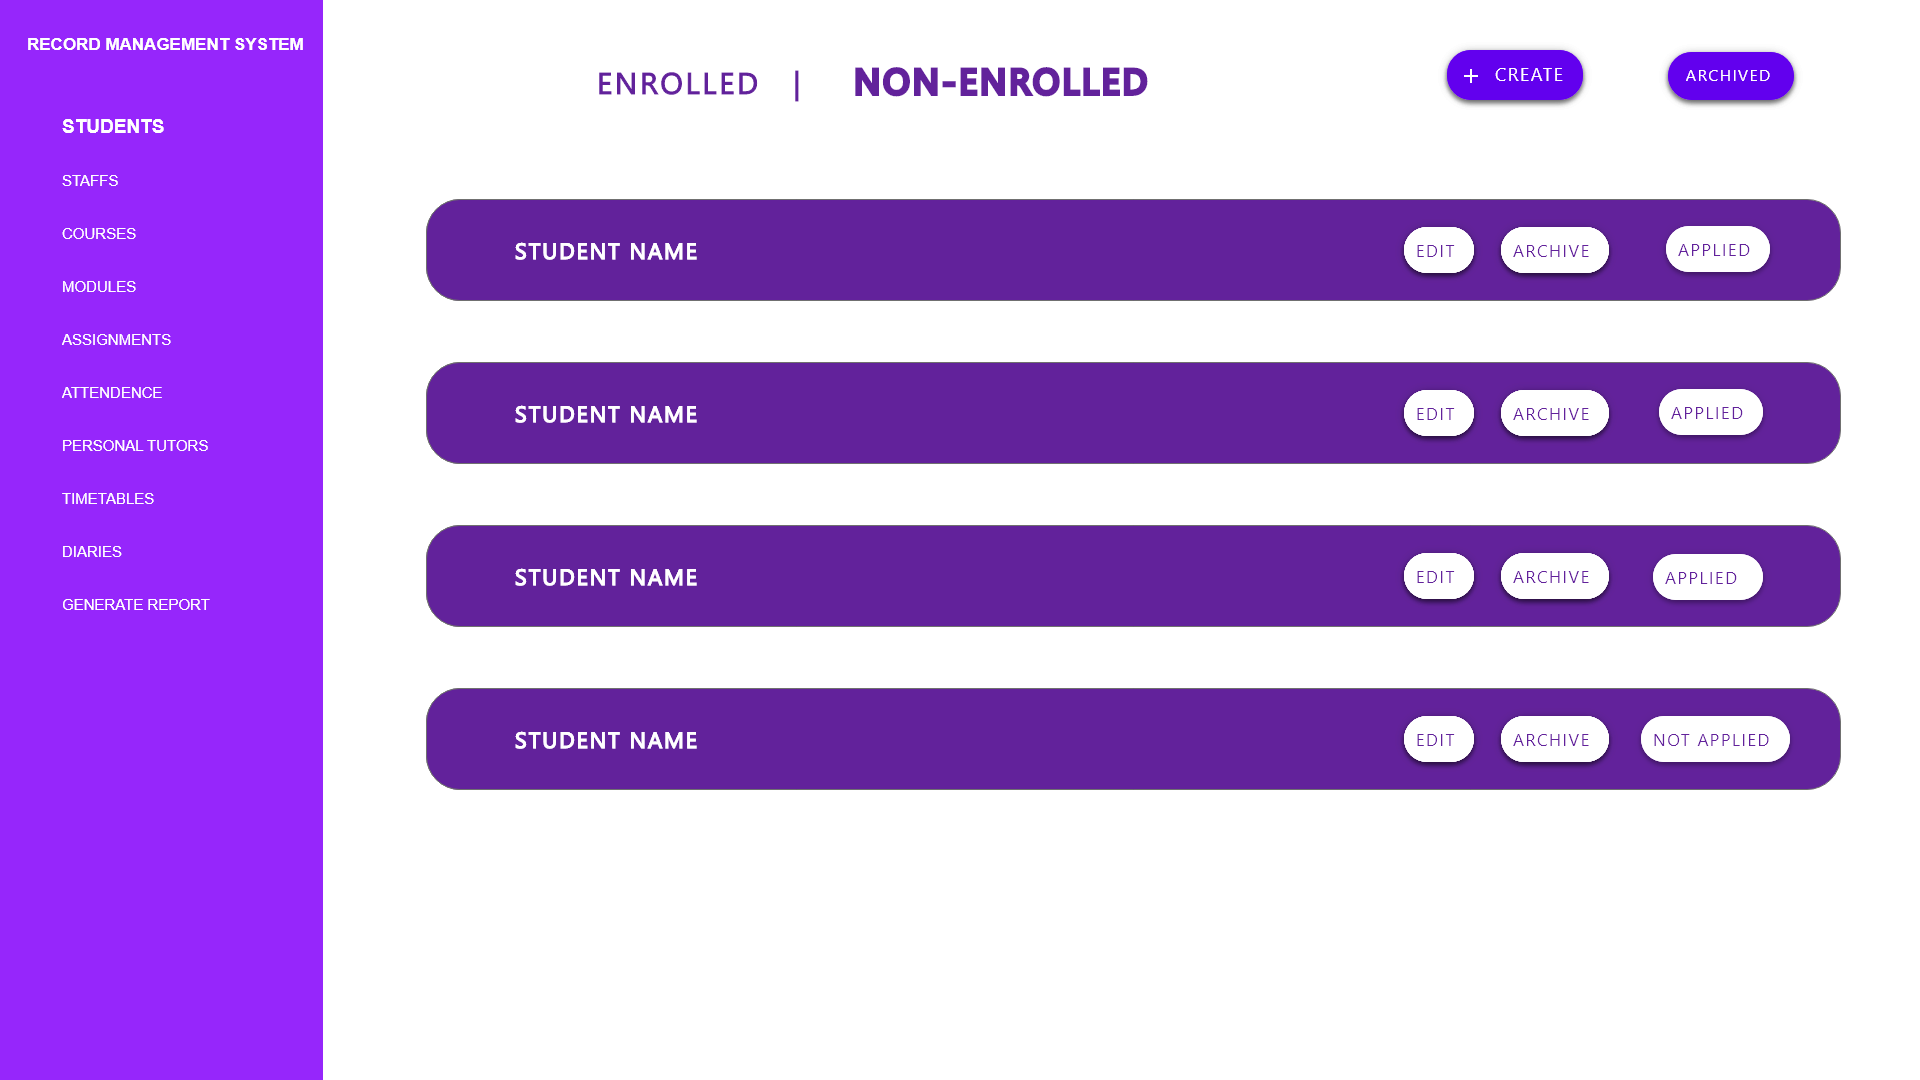 RECORD MANAGEMENT SYSTEM
STUDENTS
STAFFS
COURSES
MODULES
ASSIGNMENTS
ATTENDENCE
PERSONAL TUTORS
TIMETABLES
DIARIES
GENERATE REPORT
ENROLLED | NON-ENROLLED
+ CREATE
ARCHIVED
STUDENT NAME EDIT ARCHIVE APPLIED
STUDENT NAME EDIT ARCHIVE APPLIED
STUDENT NAME EDIT ARCHIVE APPLIED
STUDENT NAME EDIT ARCHIVE NOT APPLIED